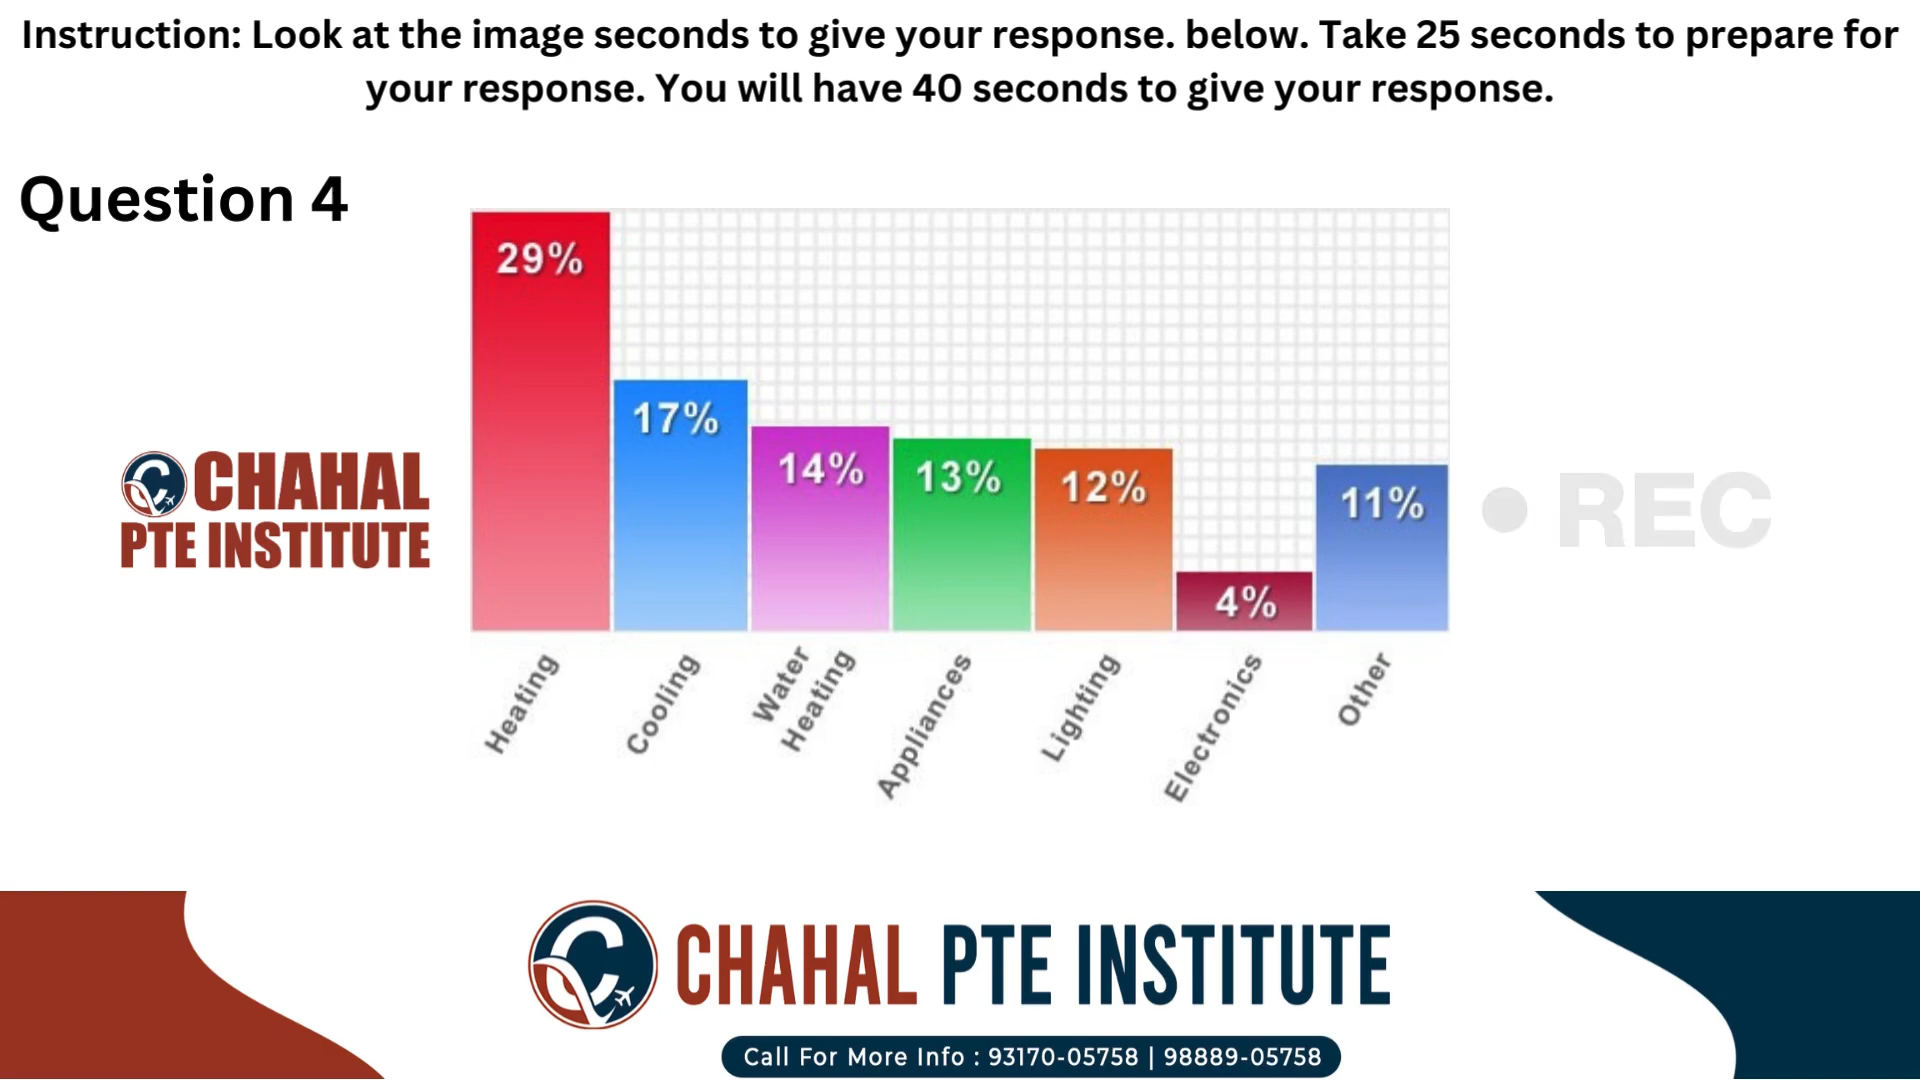 Instruction: Look at the image seconds to give your response. below. Take 25 seconds to prepare for
your response. You will have 40 seconds to give your response.
Question 4
29%
17%
14%
13%
12%
4%
11%
Heating
Cooling
Water
Heating
Appliances
Lighting
Electronics
Other
CHAHAL
PTE INSTITUTE
REC
CHAHAL PTE INSTITUTE
Call For More Info : 93170-05758 | 98889-05758